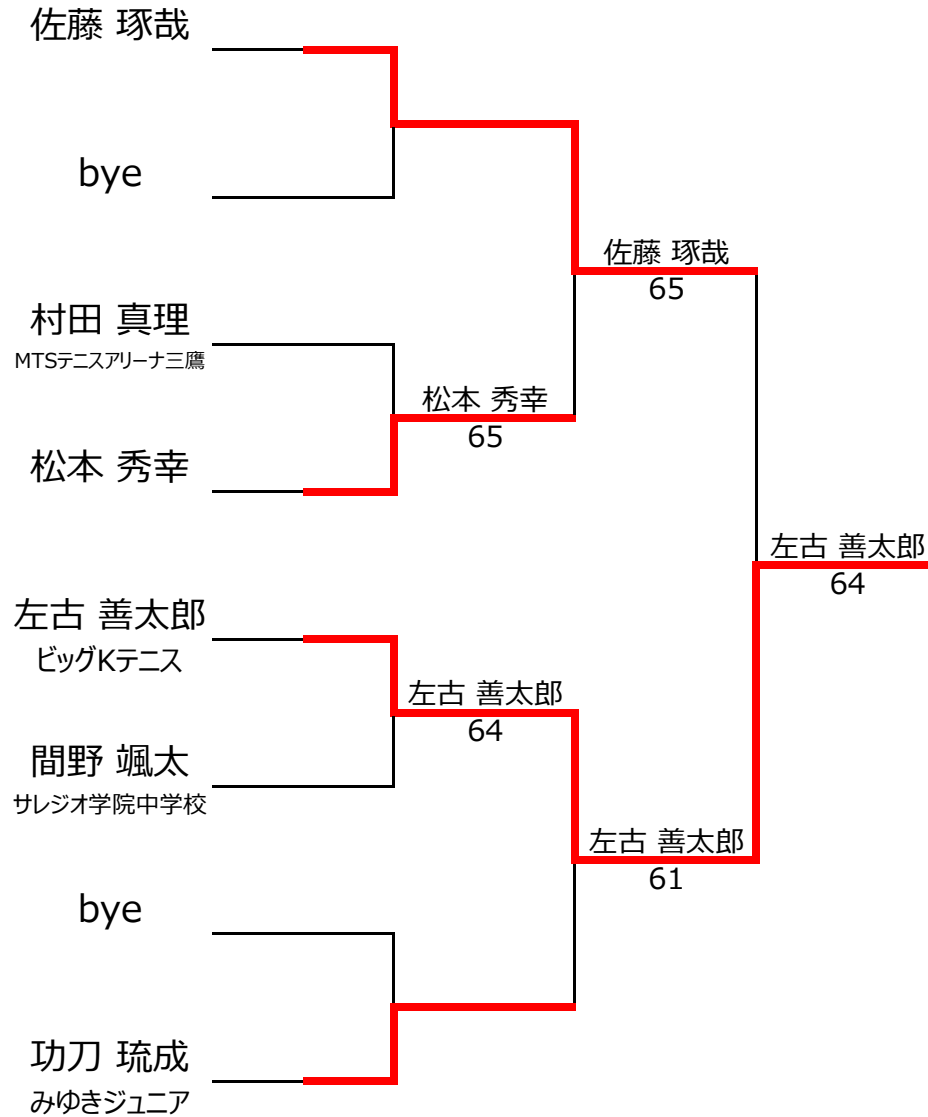 佐藤 琢哉
bye
佐藤 琢哉
65
村田 真理
MTSテニスアリーナ三鷹
松本 秀幸
65
松本 秀幸
左古 善太郎
64
左古 善太郎
ビッグKテニス
左古 善太郎
64
間野 颯太
サレジオ学院中学校
左古 善太郎
61
bye
功刀 琉成
みゆきジュニア